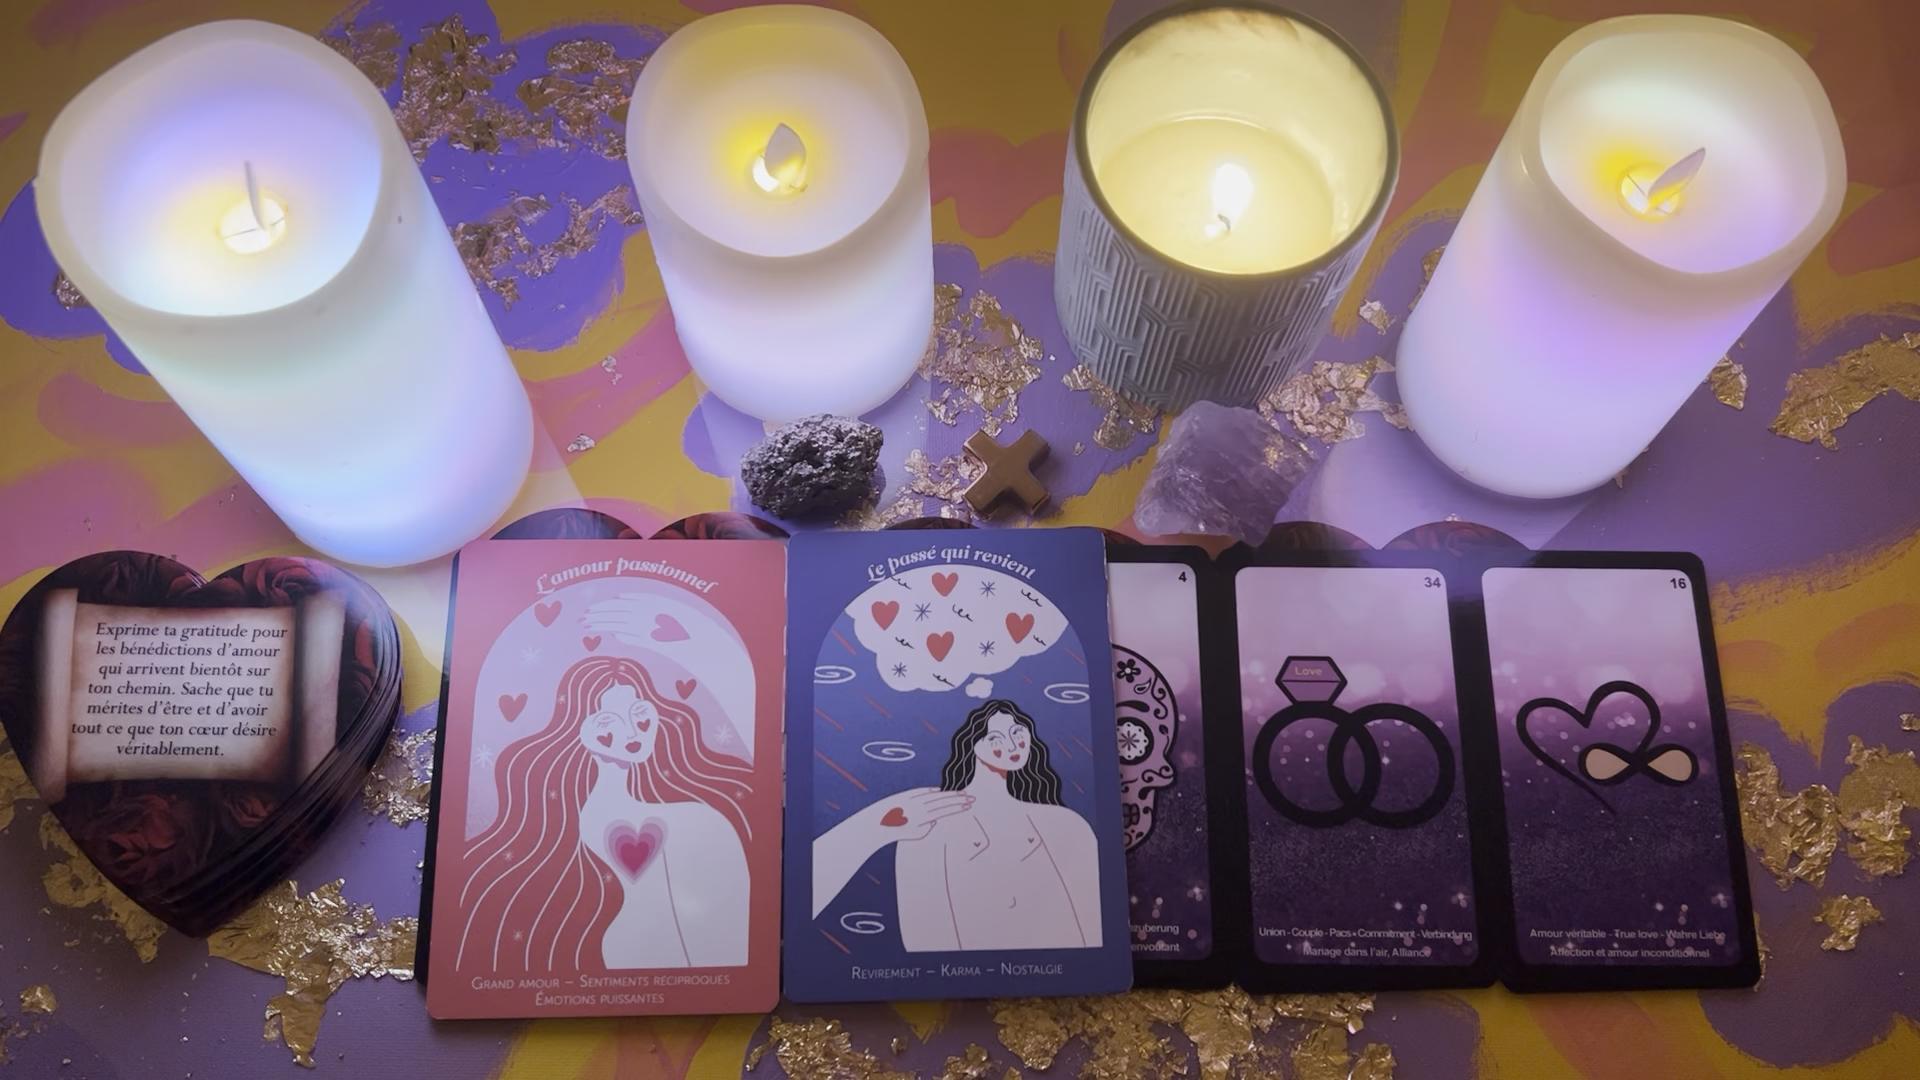 Exprime ta gratitude pour
les bénédictions d'amour
qui arrivent bientôt sur
ton chemin. Sache que tu
mérites d'être et d'avoir
tout ce que ton cœur désire
véritablement.
L'amour passionnel
Grand amour – Sentiments réciproques
Émotions puissantes
Le passé qui revient
Revirement – Karma – Nostalgie
4
zuberung
envoûtant
34
Love
Union - Couple - Pacs - Commitment - Verbindung
Mariage dans l'air, Alliance
16
Amour véritable - True love - Wahre Liebe
Affection et amour inconditionnel